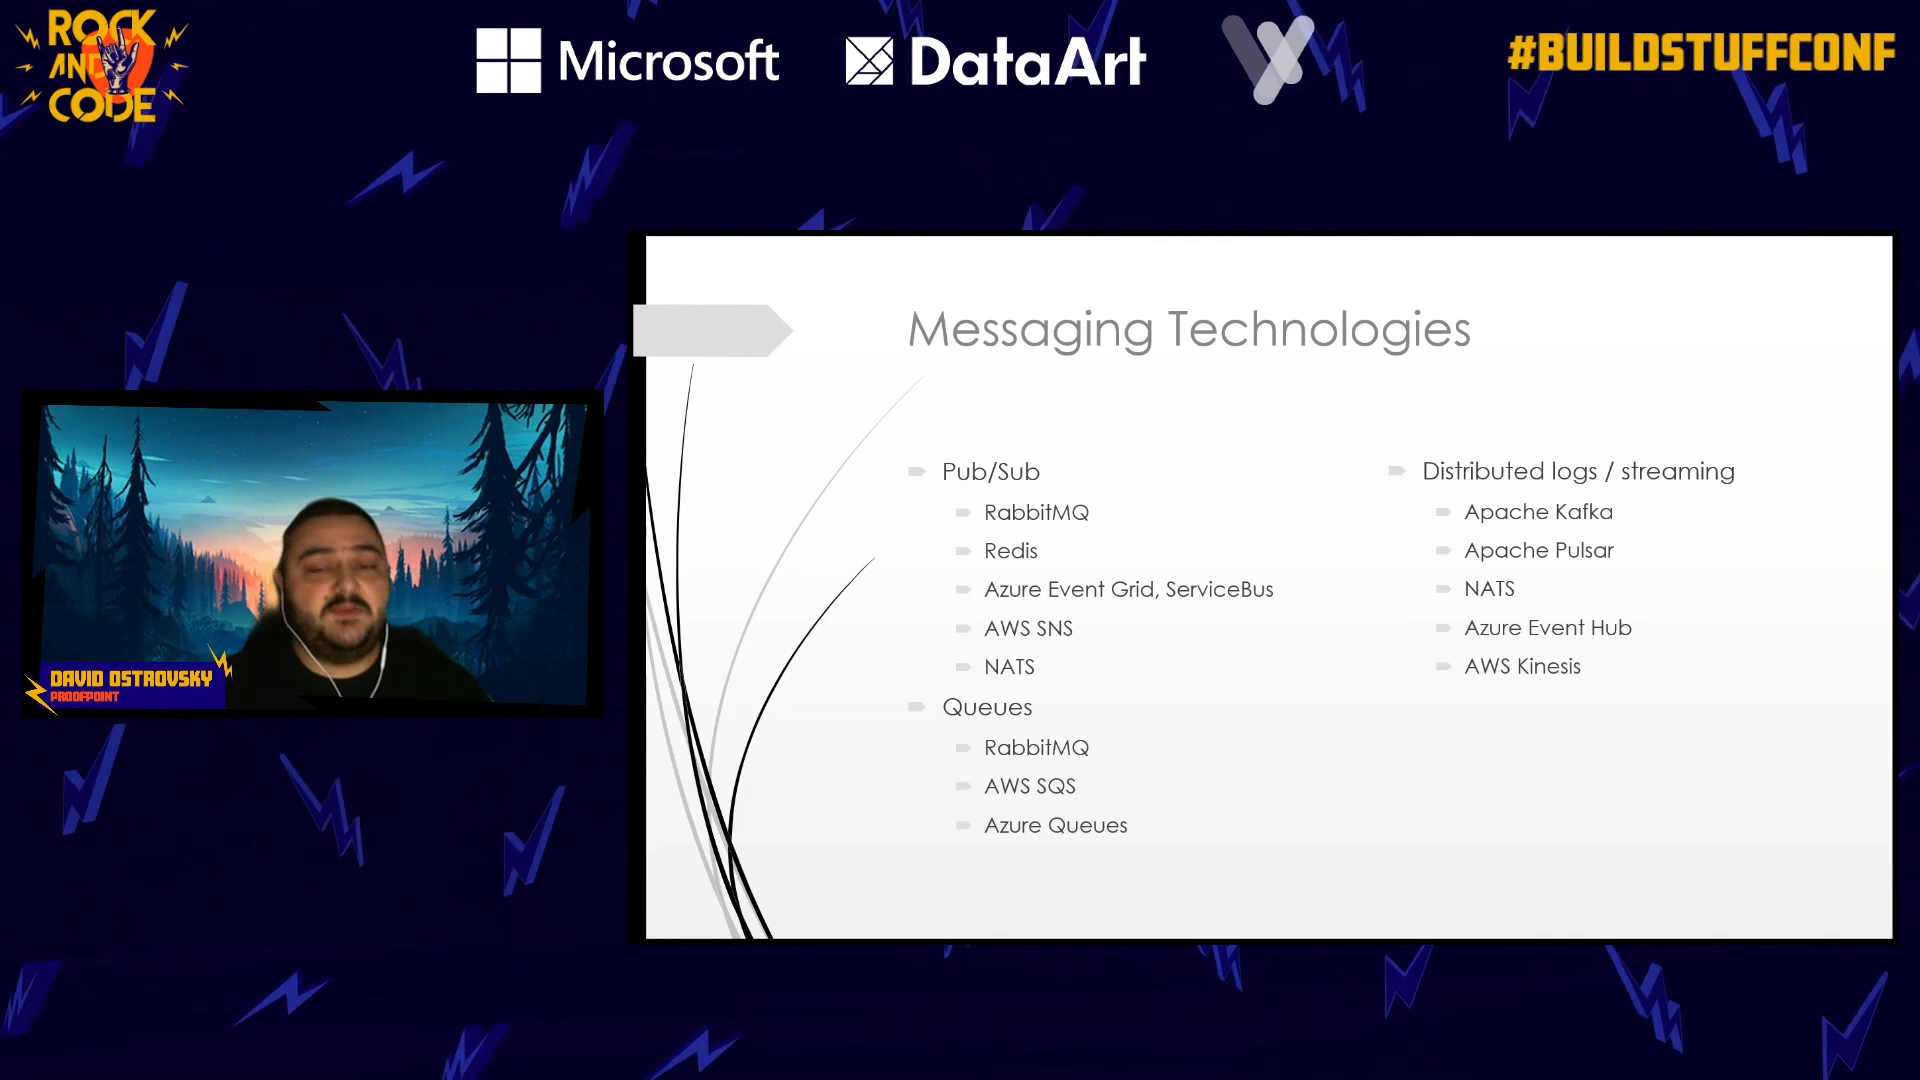 ROCK
AND
CODE
Microsoft
DataArt
#BUILDSTUFFCONF
Messaging Technologies
Pub/Sub
RabbitMQ
Redis
Azure Event Grid, ServiceBus
AWS SNS
NATS
Queues
RabbitMQ
AWS SQS
Azure Queues
Distributed logs / streaming
Apache Kafka
Apache Pulsar
NATS
Azure Event Hub
AWS Kinesis
DAVID OSTROVSKY
PROOFPOINT